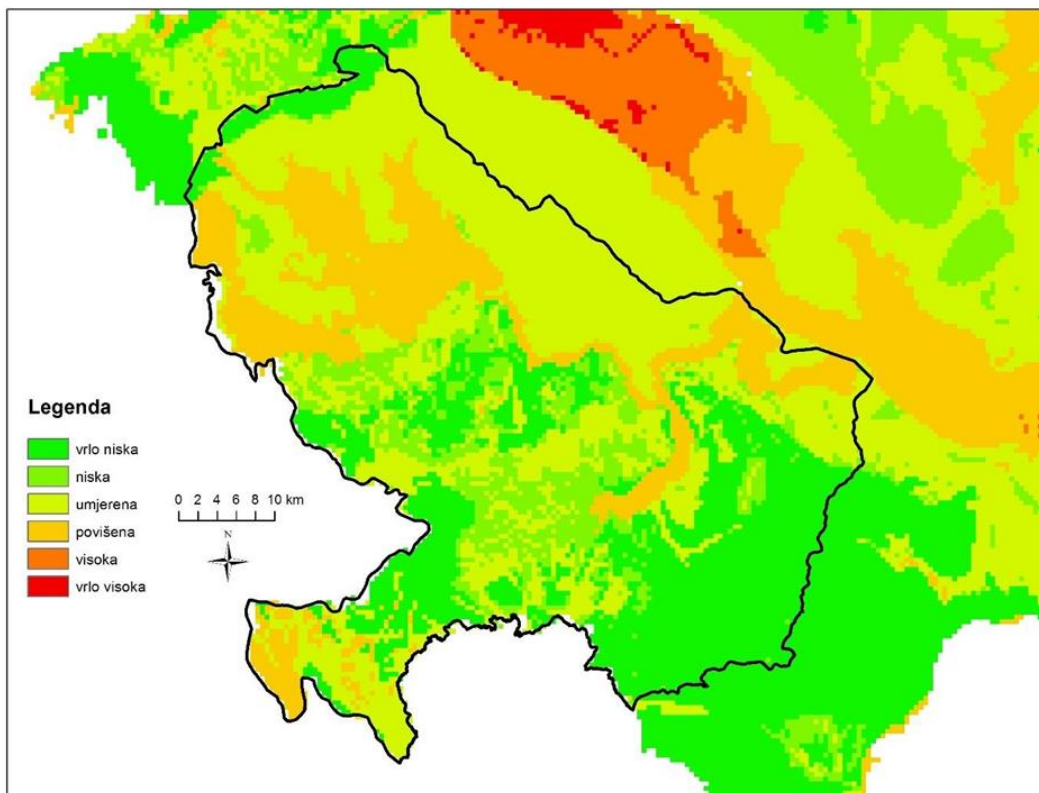 Legenda
vrlo niska
niska
umjerena
povišena
visoka
vrlo visoka
0 2 4 6 8 10 km
N